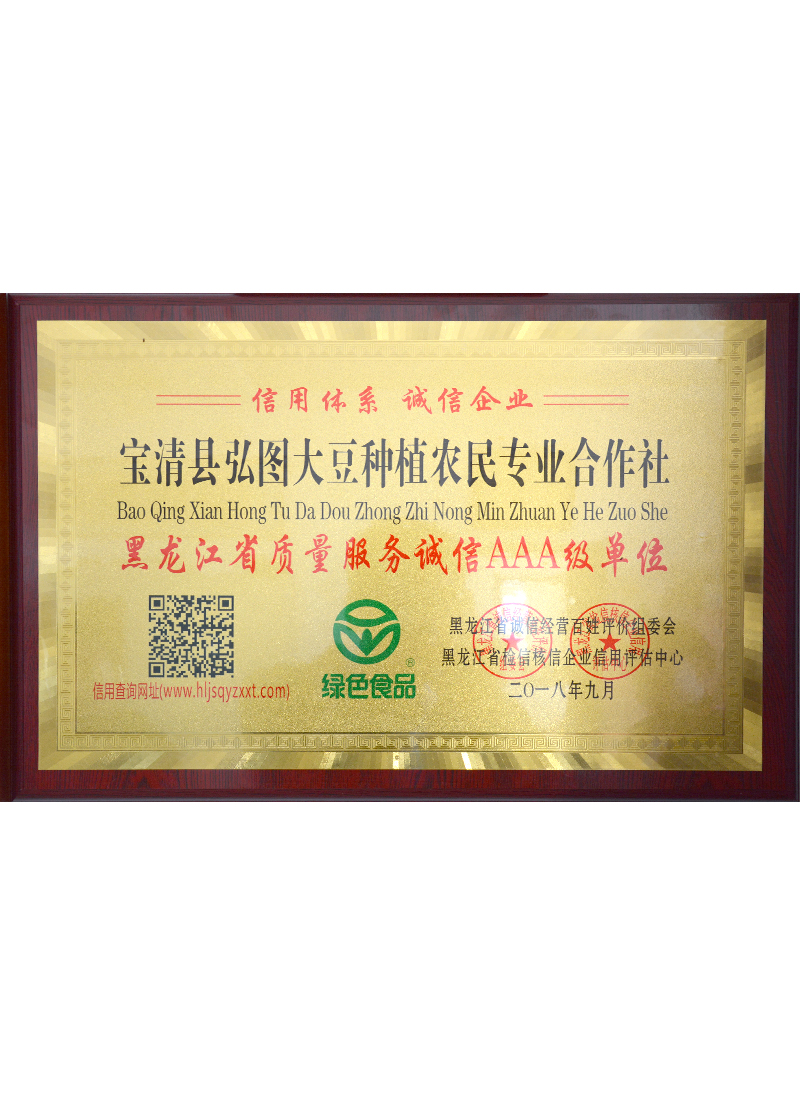 信用体系 诚信企业
宝清县弘图大豆种植农民专业合作社
Bao Qing Xian Hong Tu Da Dou Zhong Zhi Nong Min Zhuan Ye He Zuo She
黑龙江省质量服务诚信AAA级单位
信用查询网址(www.hljsqyzxxt.com)
绿色食品®
黑龙江省诚信经营百姓评价组委会
黑龙江省检信核信企业信用评估中心
二〇一八年九月